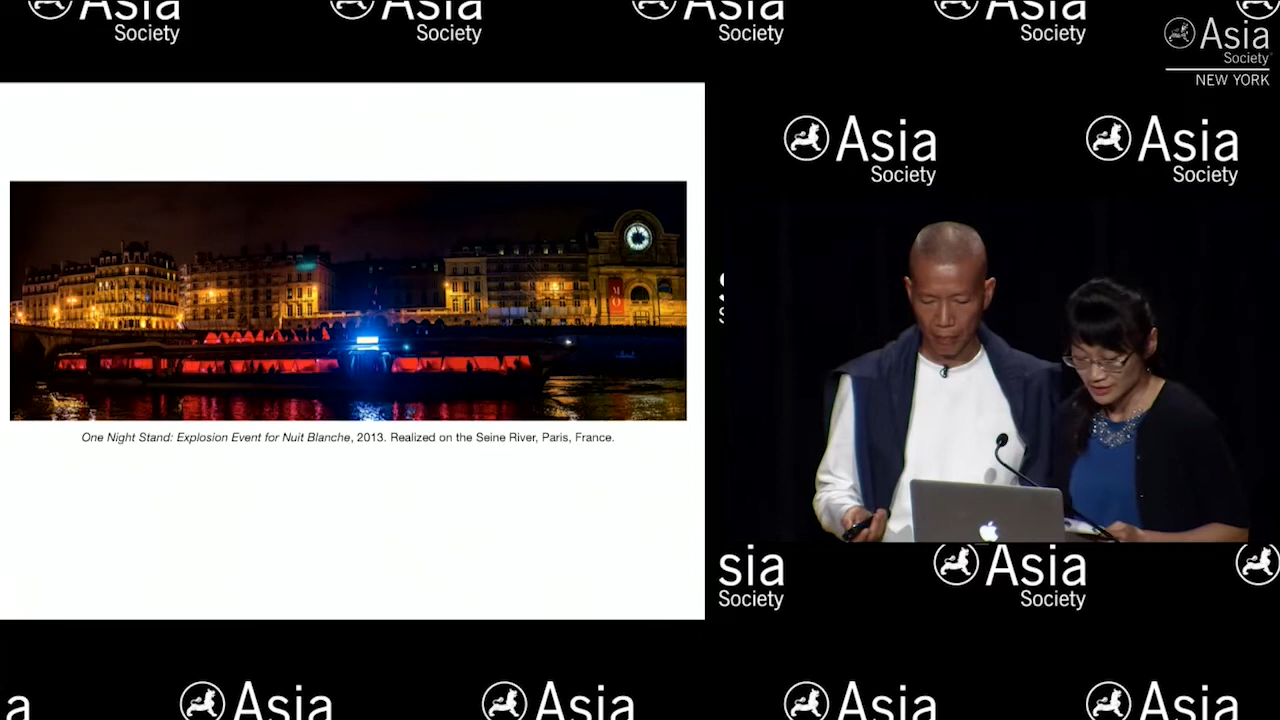 Asia
Society
Asia
Society
Asia
Society
Asia
Society
Asia
Society
NEW YORK
Asia
Society
Asia
Society
MO
One Night Stand: Explosion Event for Nuit Blanche, 2013. Realized on the Seine River, Paris, France.
sia
Society
Asia
Society
a
Asia
Asia
Asia
Asia